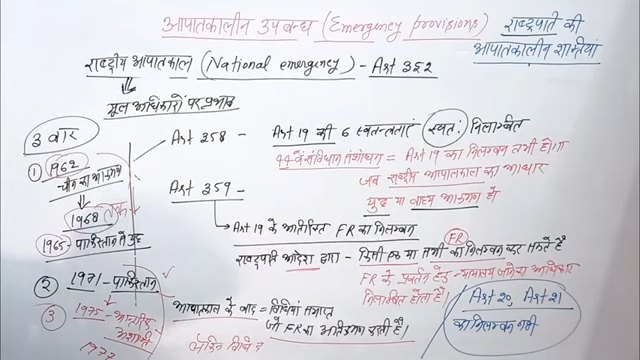 आपातकालीन उपबन्ध (Emergency provisions)
राष्ट्रपति की
आपातकालीन शक्तियां
राष्ट्रीय आपातकाल (National emergency) - Art 352
मूल अधिकारों पर प्रभाव
3 बार
① 1962
चीन का आक्रमण
1968 तक
1965- पाकिस्तान से युद्ध
② 1971 - पाकिस्तान
③ 1975 - आन्तरिक
अशान्ति
1977
Art 358 - Art 19 की 6 स्वतन्त्रताएं स्वतः निलम्बित
44 वें संविधान संशोधन = Art 19 का निलम्बन तभी होगा
जब राष्ट्रीय आपातकाल का आधार
युद्ध या वाह्य आक्रमण हो
Art 359 -
Art 19 के अतिरिक्त FR का निलम्बन
राष्ट्रपति आदेश द्वारा - किसी एक या सभी FR का निलम्बन कर सकते हैं
FR के प्रवर्तन हेतु - न्यायालय जाने का अधिकार
निलम्बित होता है।
आपातकाल के बाद = विधियां समाप्त
जो FR का अतिक्रमण करती है।
Art 20, Art 21
का निलम्बन नहीं